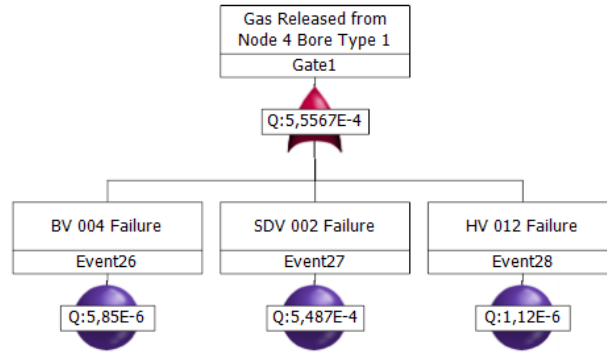 Gas Released from
Node 4 Bore Type 1
Gate1
Q:5,5567E-4
BV 004 Failure
SDV 002 Failure
HV 012 Failure
Event26
Event27
Event28
Q:5,85E-6
Q:5,487E-4
Q:1,12E-6